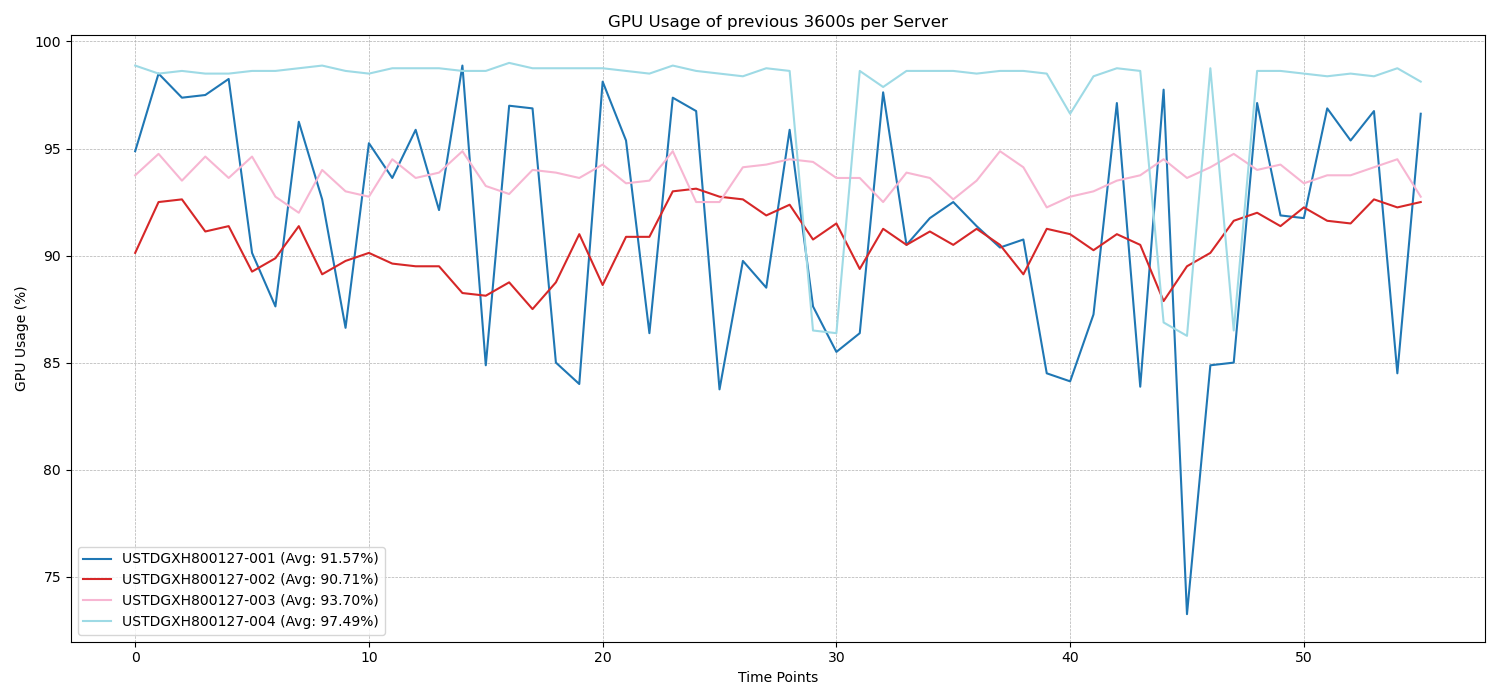 GPU Usage of previous 3600s per Server
100
95
90
85
80
75
GPU Usage (%)
USTDGXH800127-001 (Avg: 91.57%)
USTDGXH800127-002 (Avg: 90.71%)
USTDGXH800127-003 (Avg: 93.70%)
USTDGXH800127-004 (Avg: 97.49%)
0 10 20 30 40 50
Time Points